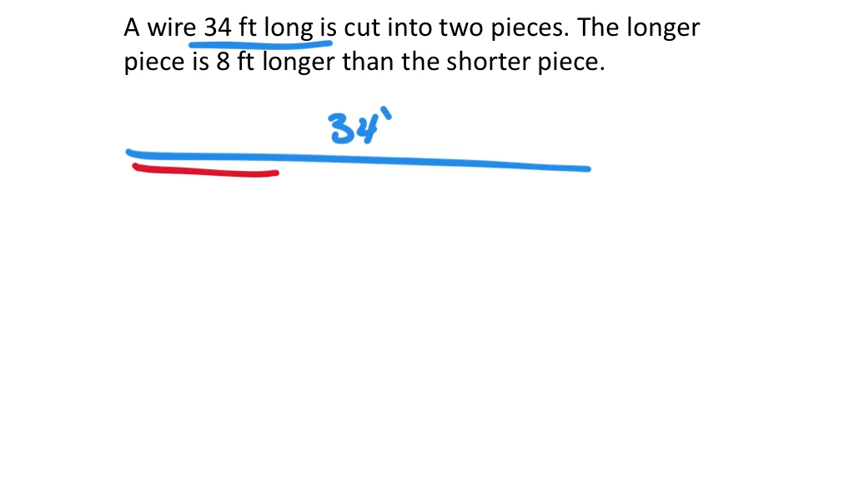 A wire 34 ft long is cut into two pieces. The longer
piece is 8 ft longer than the shorter piece.
34'